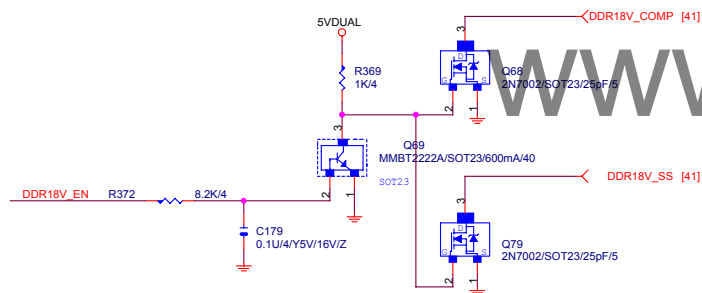 5VDUAL
3
DDR18V_COMP [41]
R369
1K/4
D
G
S
Q68
2N7002/SOT23/25pF/5
2
1
WWW
3
Q69
MMBT2222A/SOT23/600mA/40
SOT23
2
1
DDR18V_EN
R372
8.2K/4
C179
0.1U/4/Y5V/16V/Z
3
DDR18V_SS [41]
D
G
S
Q79
2N7002/SOT23/25pF/5
2
1